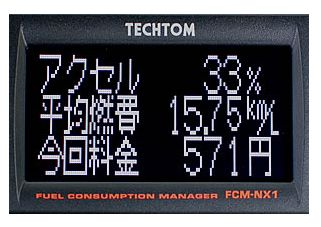 TECHTOM
アクセル 33%
平均燃費 15.75km/L
今回料金 571円
FUEL CONSUMPTION MANAGER FCM-NX1